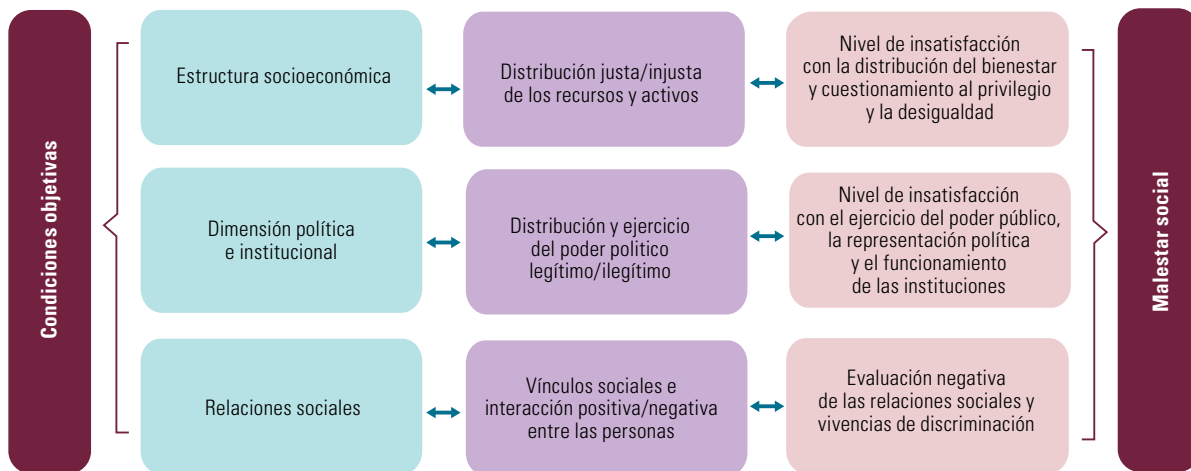 Condiciones objetivas
Estructura socioeconómica
Distribución justa/injusta
de los recursos y activos
Nivel de insatisfacción
con la distribución del bienestar
y cuestionamiento al privilegio
y la desigualdad
Dimensión política
e institucional
Distribución y ejercicio
del poder politico
legítimo/ilegítimo
Nivel de insatisfacción
con el ejercicio del poder público,
la representación política
y el funcionamiento
de las instituciones
Relaciones sociales
Vínculos sociales e
interacción positiva/negativa
entre las personas
Evaluación negativa
de las relaciones sociales y
vivencias de discriminación
Malestar social